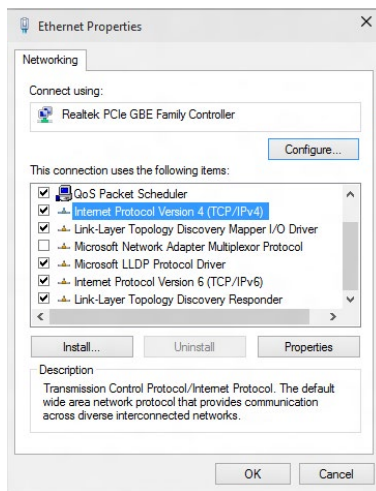 Ethernet Properties
Networking
Connect using:
Realtek PCIe GBE Family Controller
Configure...
This connection uses the following items:
QoS Packet Scheduler
Internet Protocol Version 4 (TCP/IPv4)
Link-Layer Topology Discovery Mapper I/O Driver
Microsoft Network Adapter Multiplexor Protocol
Microsoft LLDP Protocol Driver
Internet Protocol Version 6 (TCP/IPv6)
Link-Layer Topology Discovery Responder
Install... Uninstall Properties
Description
Transmission Control Protocol/Internet Protocol. The default
wide area network protocol that provides communication
across diverse interconnected networks.
OK Cancel